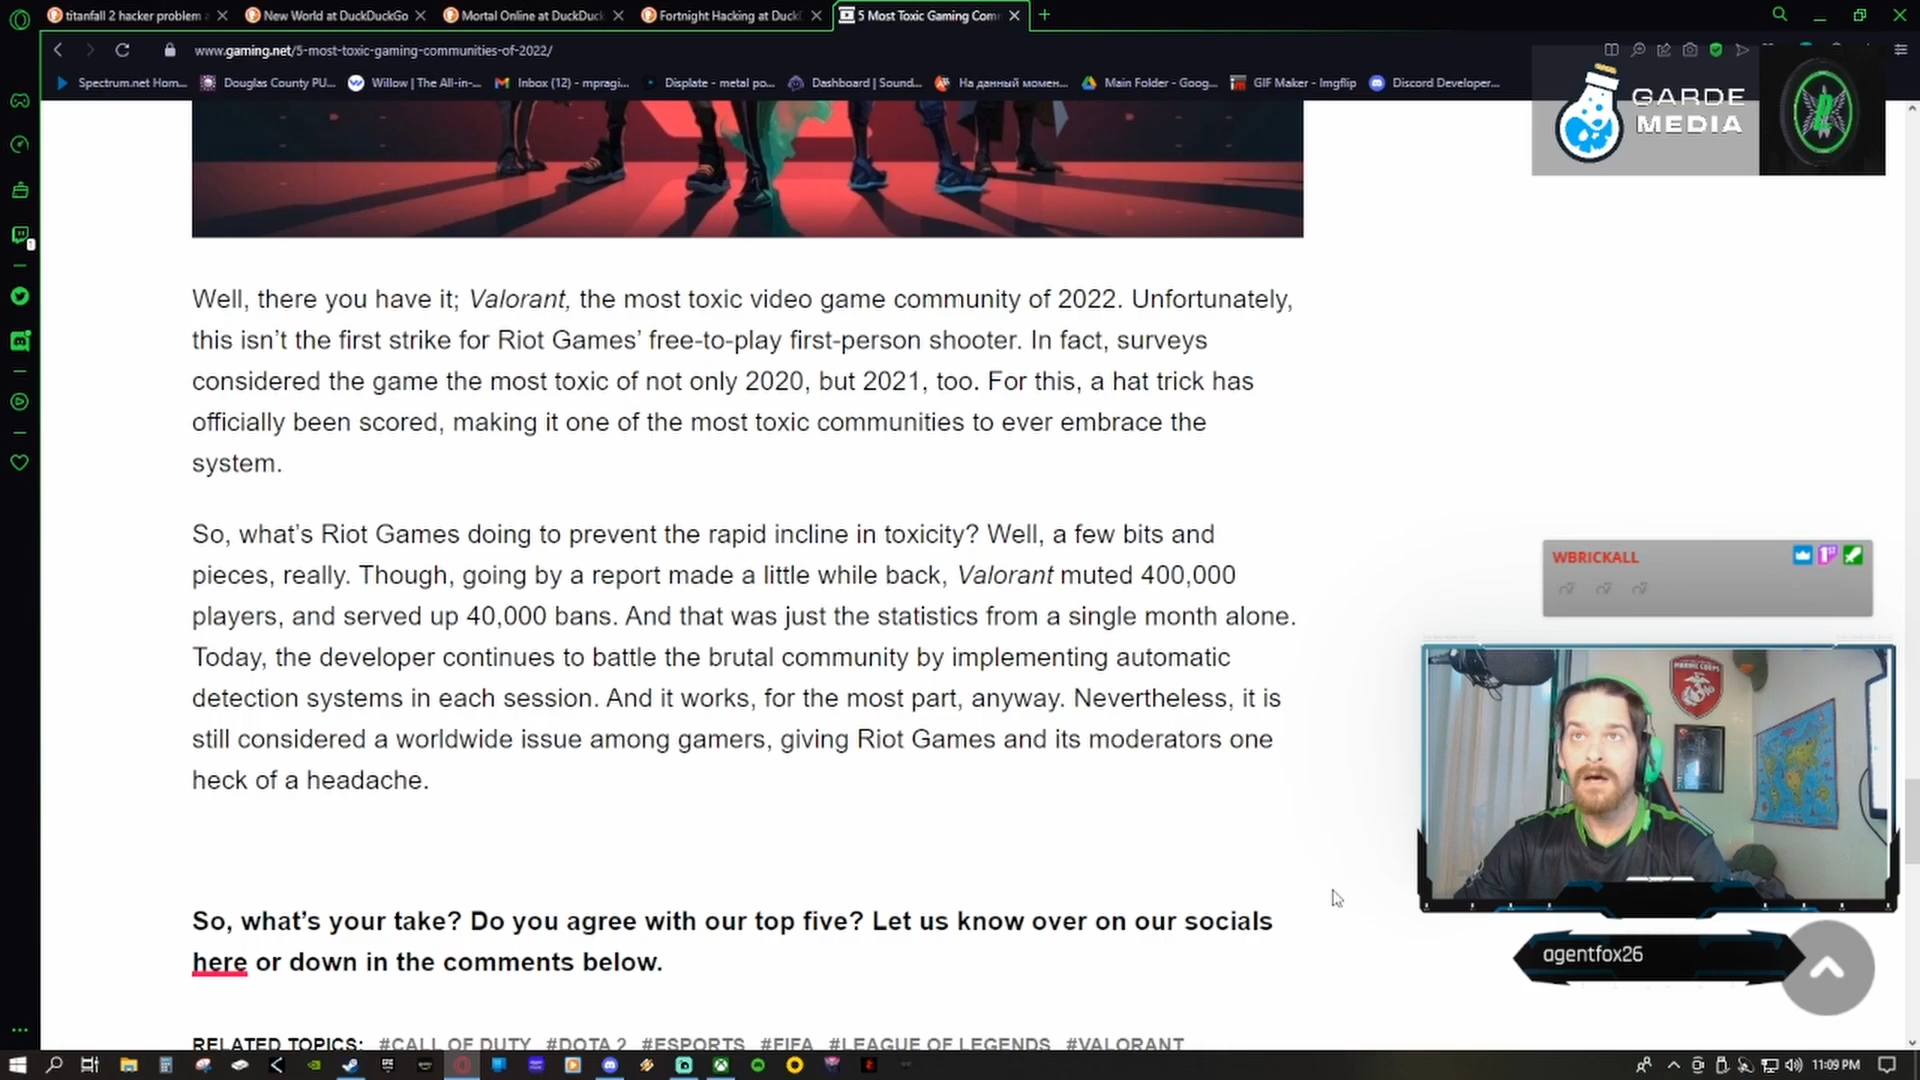 titanfall 2 hacker problem
New World at DuckDuckGo
Mortal Online at DuckDuck
Fortnight Hacking at Duck
5 Most Toxic Gaming Com
www.gaming.net/5-most-toxic-gaming-communities-of-2022/
Spectrum.net Hom...
Douglas County PU...
Willow | The All-in-...
Inbox (12) - mpragi...
Displate - metal po...
Dashboard | Sound...
На данный момен...
Main Folder - Goog...
GIF Maker - Imgflip
Discord Developer...
GARDE
MEDIA
Well, there you have it; Valorant, the most toxic video game community of 2022. Unfortunately,
this isn’t the first strike for Riot Games’ free-to-play first-person shooter. In fact, surveys
considered the game the most toxic of not only 2020, but 2021, too. For this, a hat trick has
officially been scored, making it one of the most toxic communities to ever embrace the
system.
So, what’s Riot Games doing to prevent the rapid incline in toxicity? Well, a few bits and
pieces, really. Though, going by a report made a little while back, Valorant muted 400,000
players, and served up 40,000 bans. And that was just the statistics from a single month alone.
Today, the developer continues to battle the brutal community by implementing automatic
detection systems in each session. And it works, for the most part, anyway. Nevertheless, it is
still considered a worldwide issue among gamers, giving Riot Games and its moderators one
heck of a headache.
WBRICKALL
MARINE CORPS
agentfox26
So, what’s your take? Do you agree with our top five? Let us know over on our socials
here or down in the comments below.
RELATED TOPICS: #CALL OF DUTY #DOTA 2 #ESPORTS #FIFA #LEAGUE OF LEGENDS #VALORANT
11:09 PM